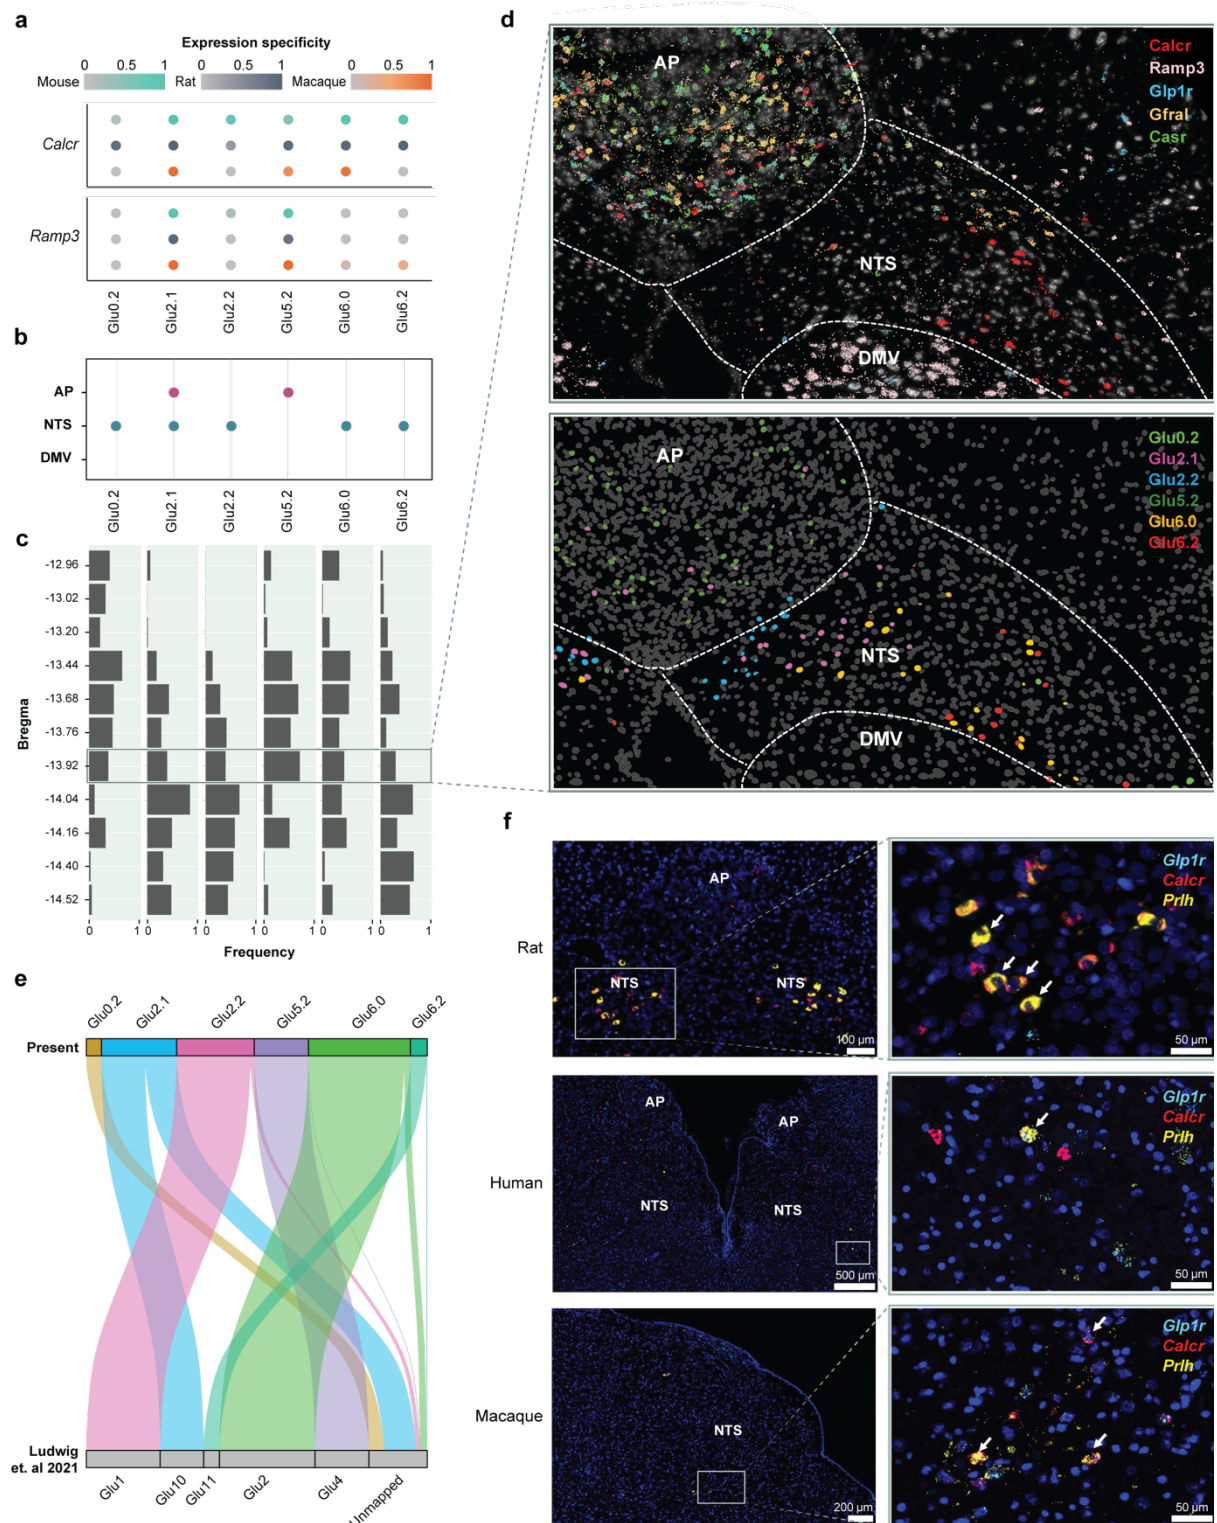 a
Expression specificity
0 0.5 1 0 0.5 1 0 0.5 1
Mouse Rat Macaque
Calcr
Ramp3
Glu0.2 Glu2.1 Glu2.2 Glu5.2 Glu6.0 Glu6.2
b
AP
NTS
DMV
Glu0.2 Glu2.1 Glu2.2 Glu5.2 Glu6.0 Glu6.2
c
Bregma
-12.96
-13.02
-13.20
-13.44
-13.68
-13.76
-13.92
-14.04
-14.16
-14.40
-14.52
0 1 0 1 0 1 0 1 0 1 0 1
Frequency
d
AP
NTS
DMV
Calcr
Ramp3
Glp1r
Gfral
Casr
AP
NTS
DMV
Glu0.2
Glu2.1
Glu2.2
Glu5.2
Glu6.0
Glu6.2
e
Glu0.2 Glu2.1 Glu2.2 Glu5.2 Glu6.0 Glu6.2
Present
Ludwig
et. al 2021
Glu1 Glu10 Glu11 Glu2 Glu4 Unmapped
f
Rat
AP
NTS NTS
100 µm
Glp1r
Calcr
Prlh
50 µm
Human
AP AP
NTS NTS
500 µm
Glp1r
Calcr
Prlh
50 µm
Macaque
NTS
200 µm
Glp1r
Calcr
Prlh
50 µm